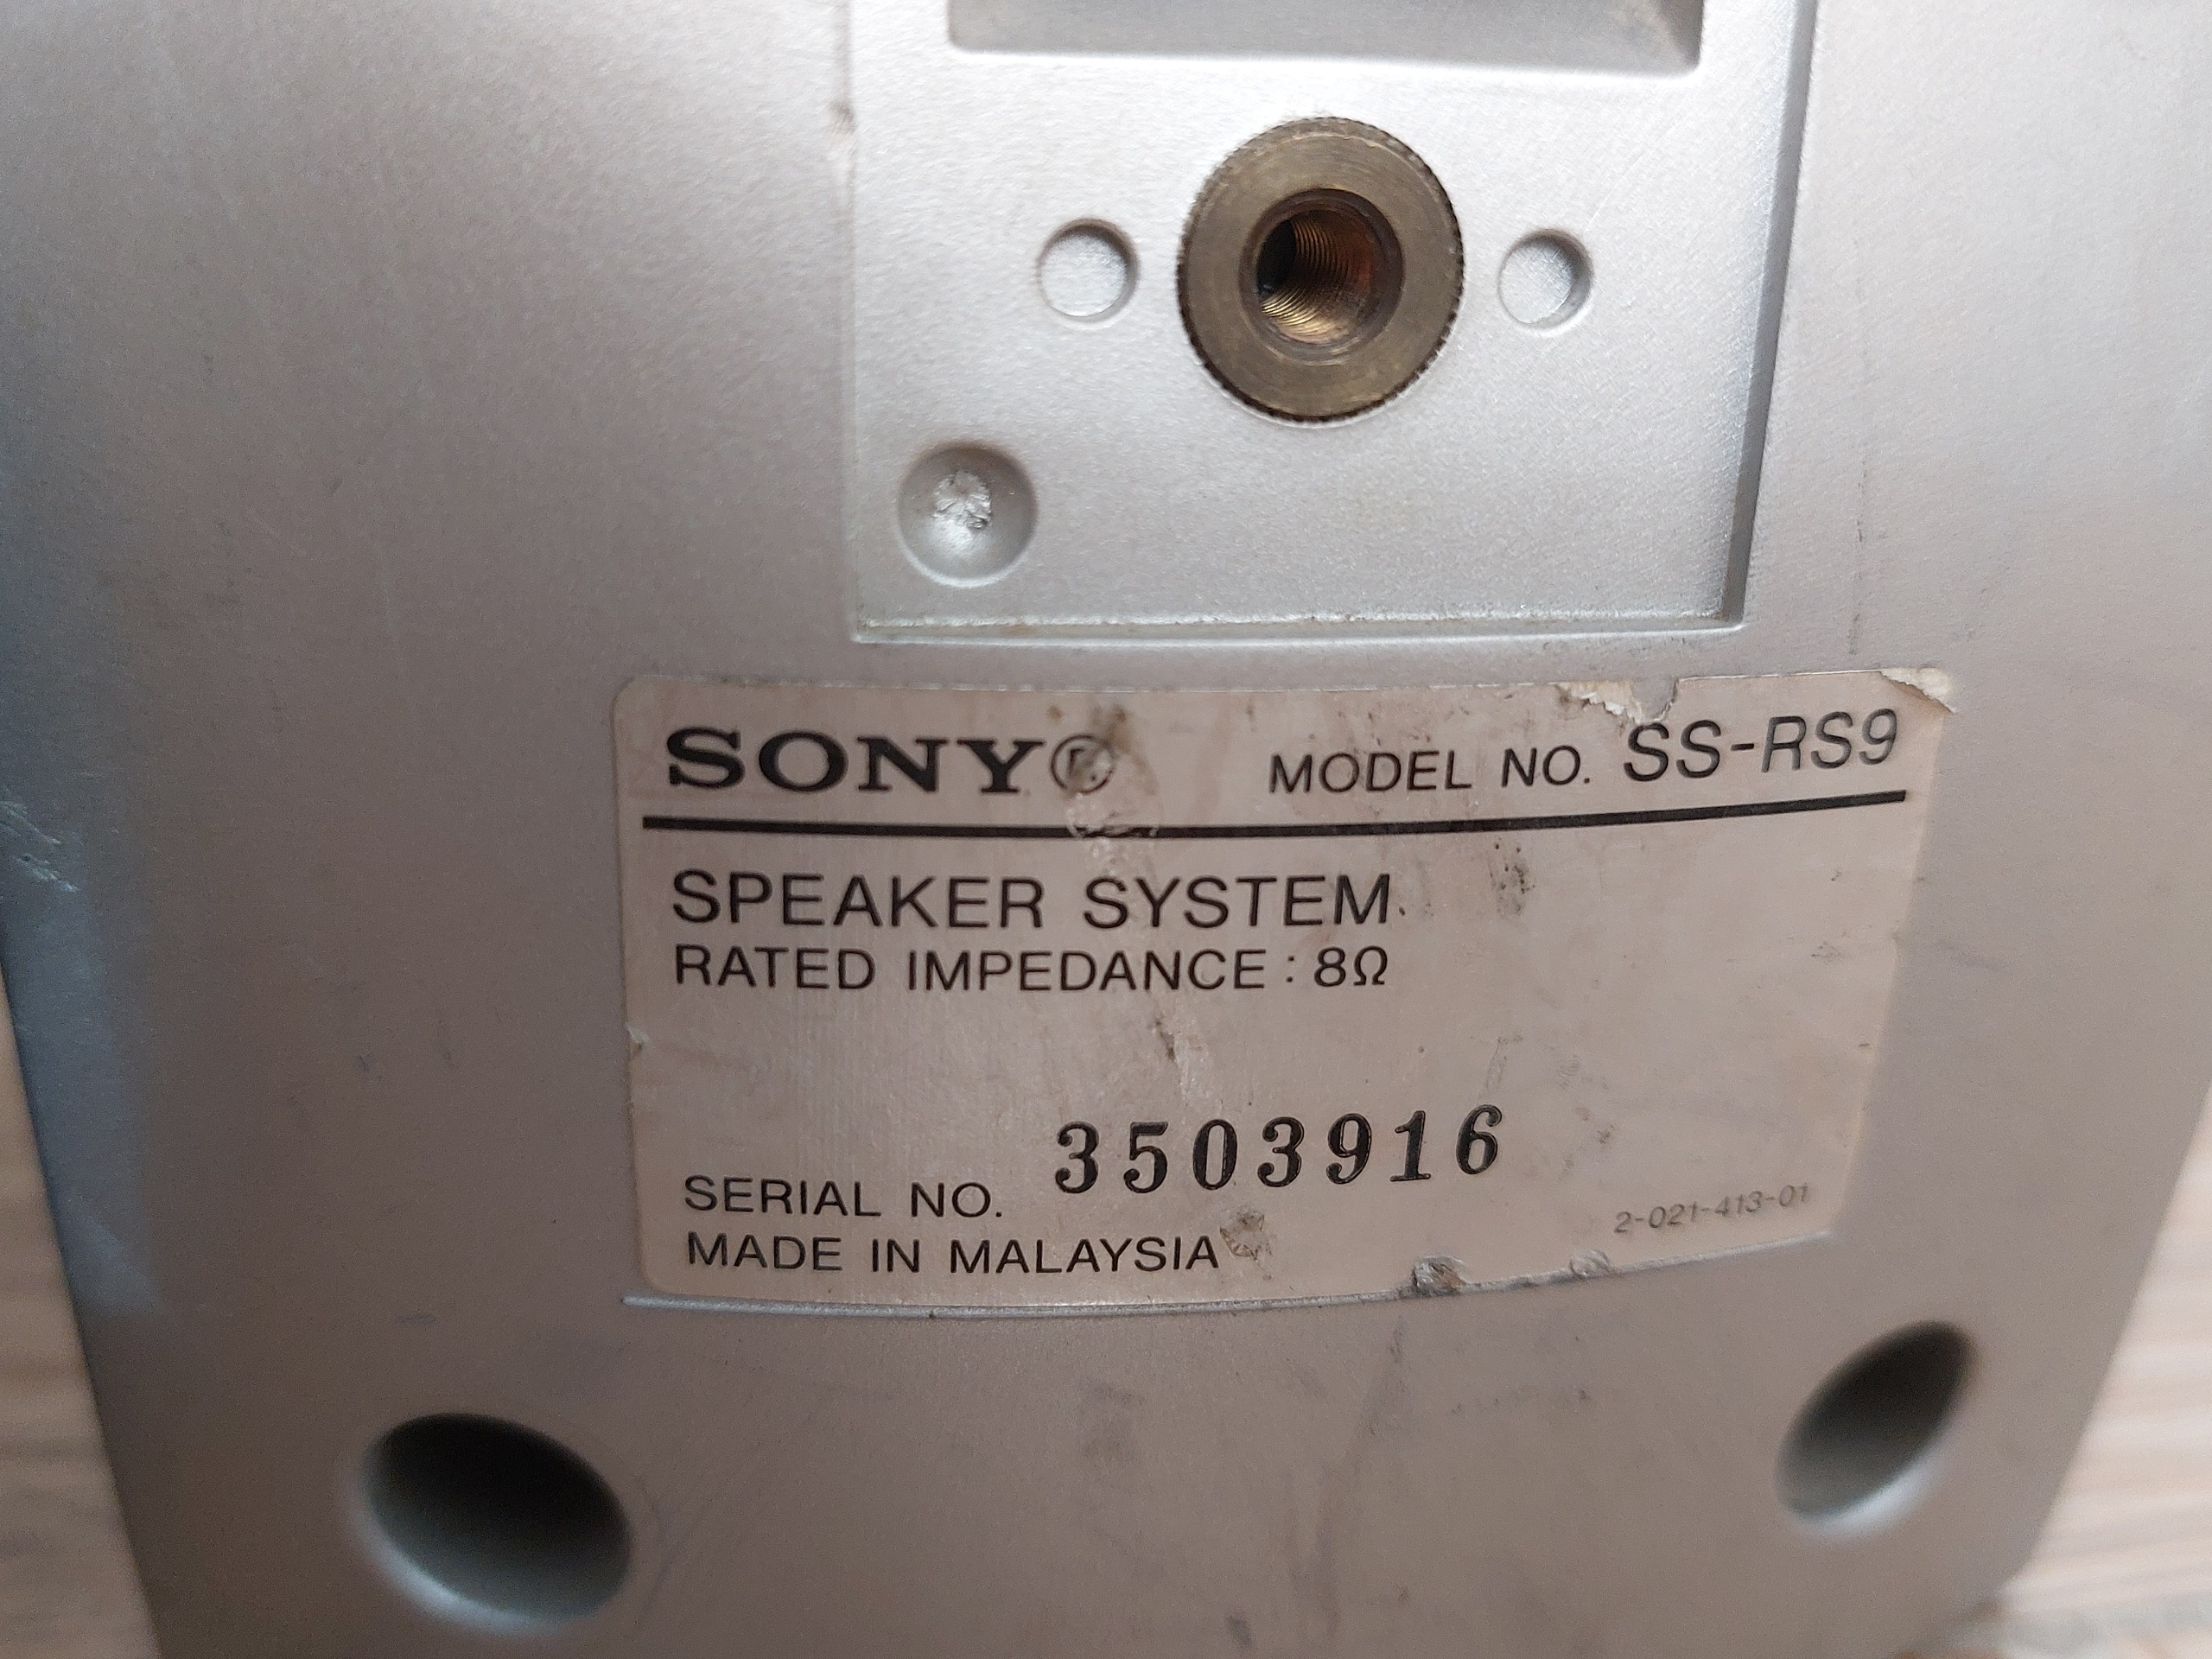 SONY® MODEL NO. SS-RS9
SPEAKER SYSTEM
RATED IMPEDANCE : 8Ω
SERIAL NO. 3503916
MADE IN MALAYSIA
2-021-413-01